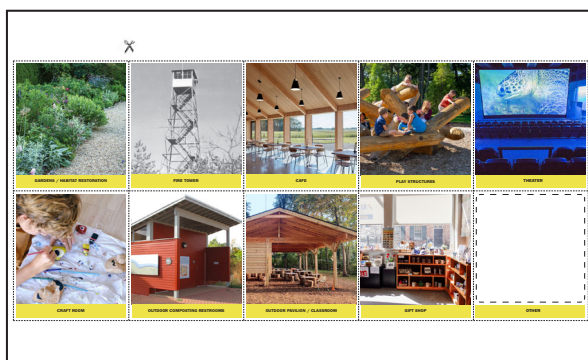 GARDENS / HABITAT RESTORATION
FIRE TOWER
CAFE
PLAY STRUCTURES
THEATER
CRAFT ROOM
OUTDOOR COMPOSTING RESTROOMS
OUTDOOR PAVILION / CLASSROOM
GIFT SHOP
OTHER